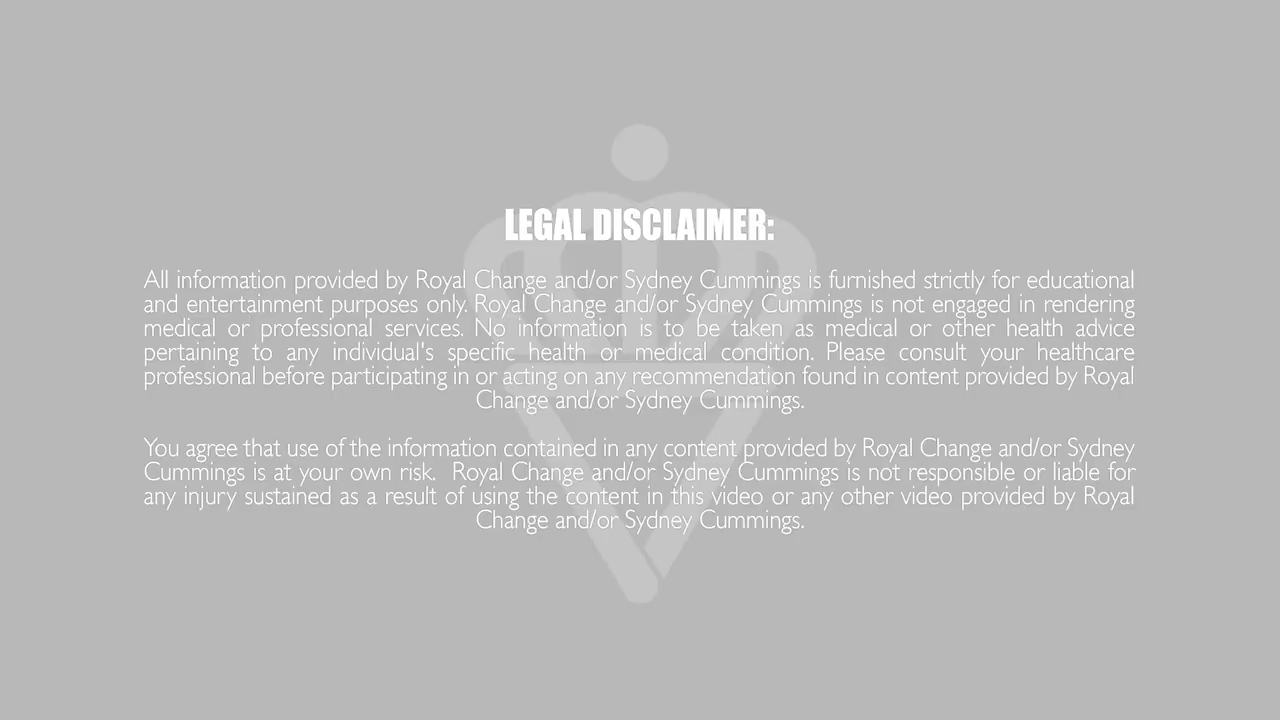 LEGAL DISCLAIMER:
All information provided by Royal Change and/or Sydney Cummings is furnished strictly for educational
and entertainment purposes only. Royal Change and/or Sydney Cummings is not engaged in rendering
medical or professional services. No information is to be taken as medical or other health advice
pertaining to any individual's specific health or medical condition. Please consult your healthcare
professional before participating in or acting on any recommendation found in content provided by Royal
Change and/or Sydney Cummings.
You agree that use of the information contained in any content provided by Royal Change and/or Sydney
Cummings is at your own risk. Royal Change and/or Sydney Cummings is not responsible or liable for
any injury sustained as a result of using the content in this video or any other video provided by Royal
Change and/or Sydney Cummings.